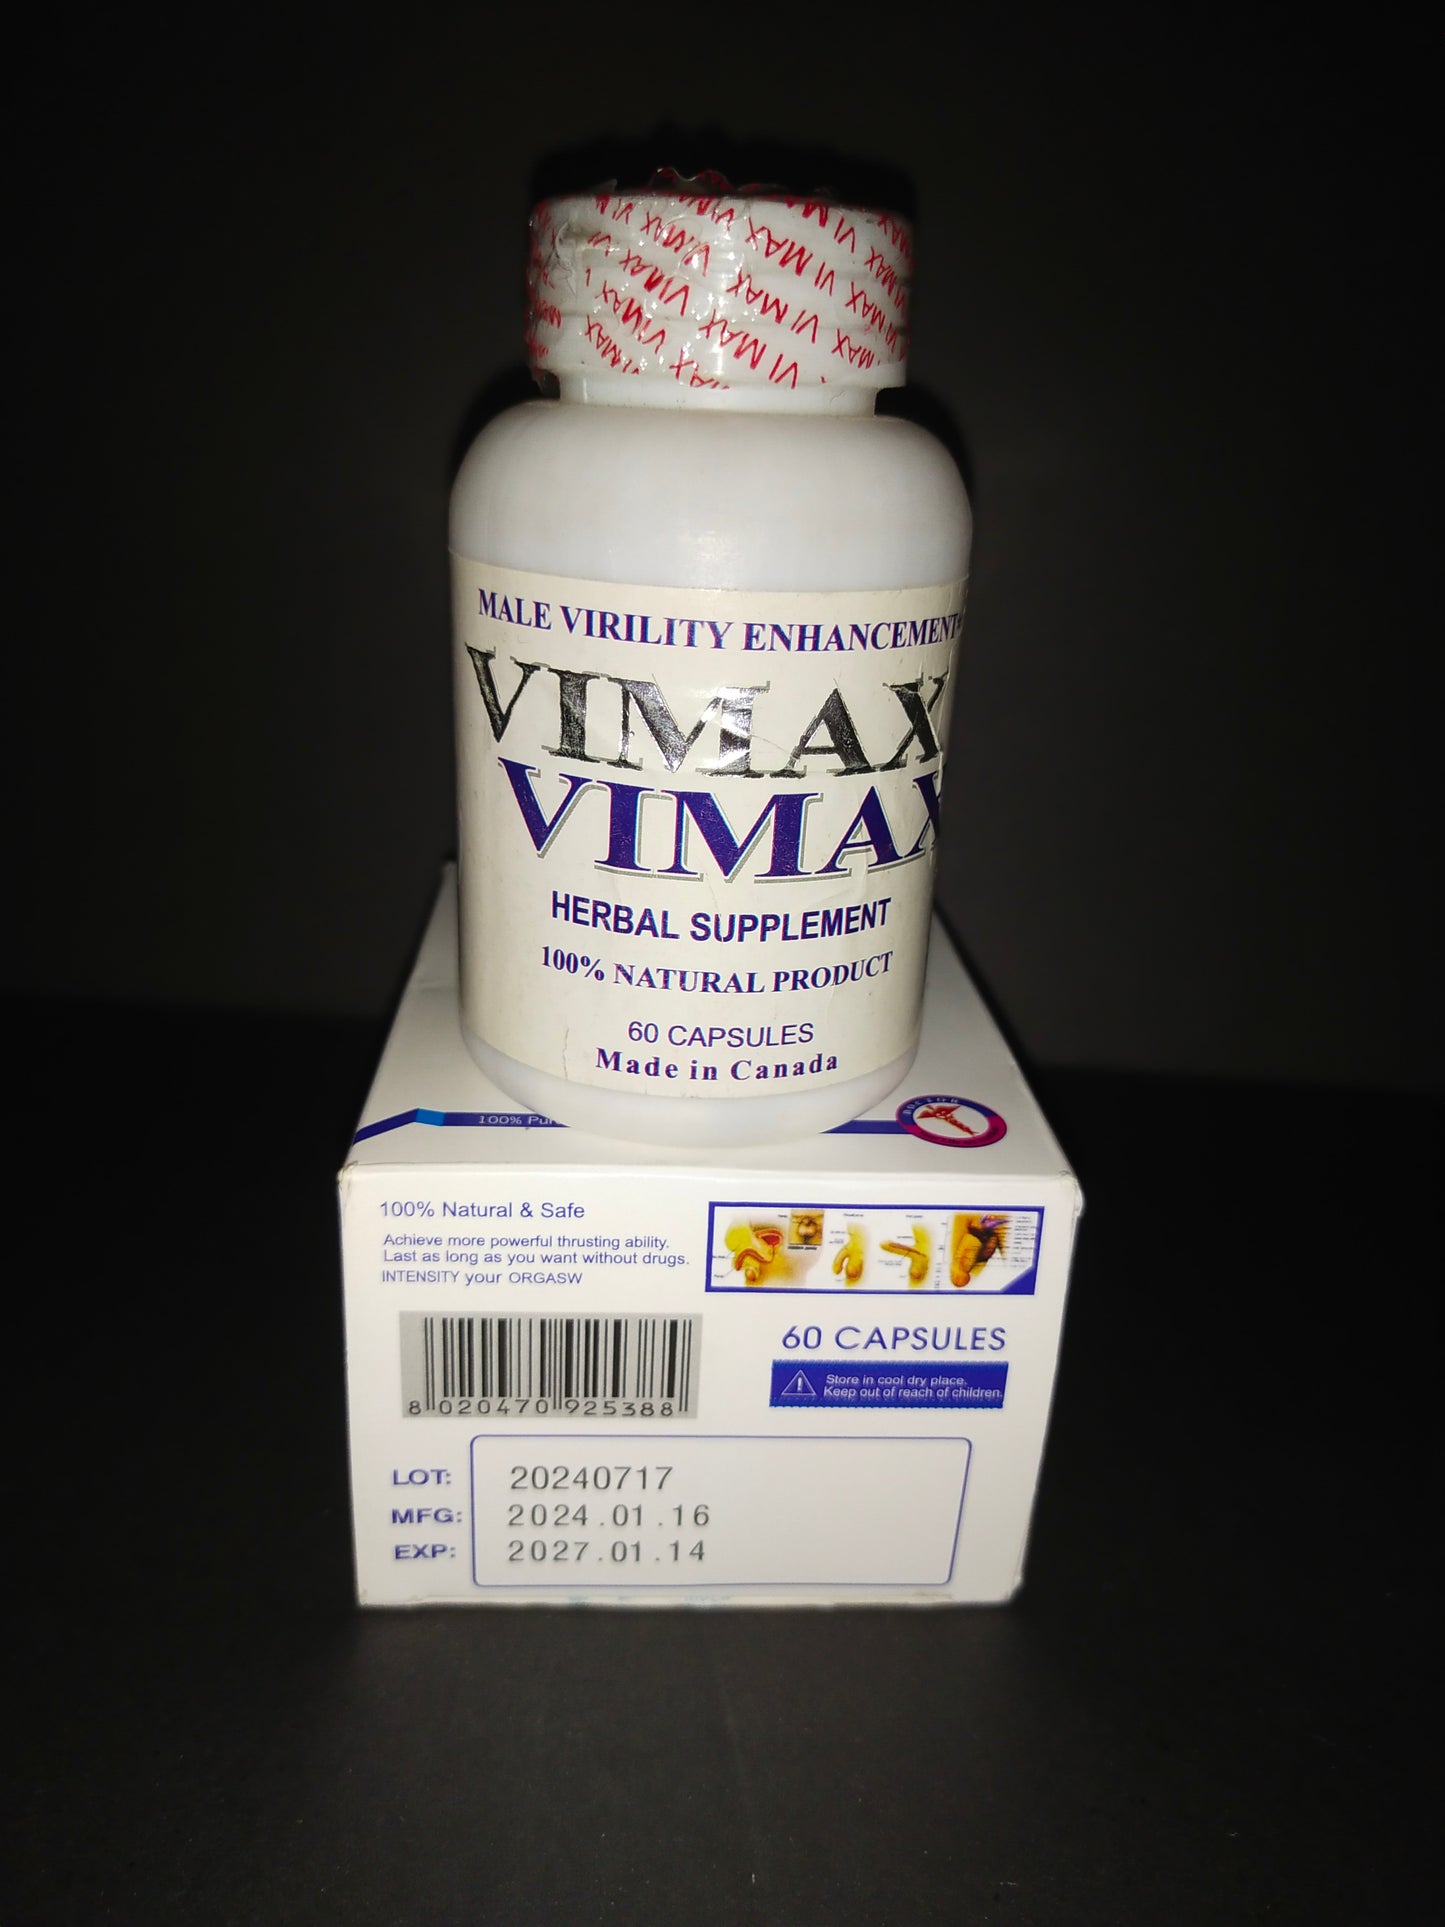 VIMAX VIMAX VIMAX
MALE VIRILITY ENHANCEMENT
VIMAX
VIMAX
HERBAL SUPPLEMENT
100% NATURAL PRODUCT
60 CAPSULES
Made in Canada
100%
100% Natural & Safe
Achieve more powerful thrusting ability.
Last as long as you want without drugs.
INTENSITY your ORGASW
60 CAPSULES
Store in cool dry place.
Keep out of reach of children.
8 020470 925388
LOT: 20240717
MFG: 2024.01.16
EXP: 2027.01.14